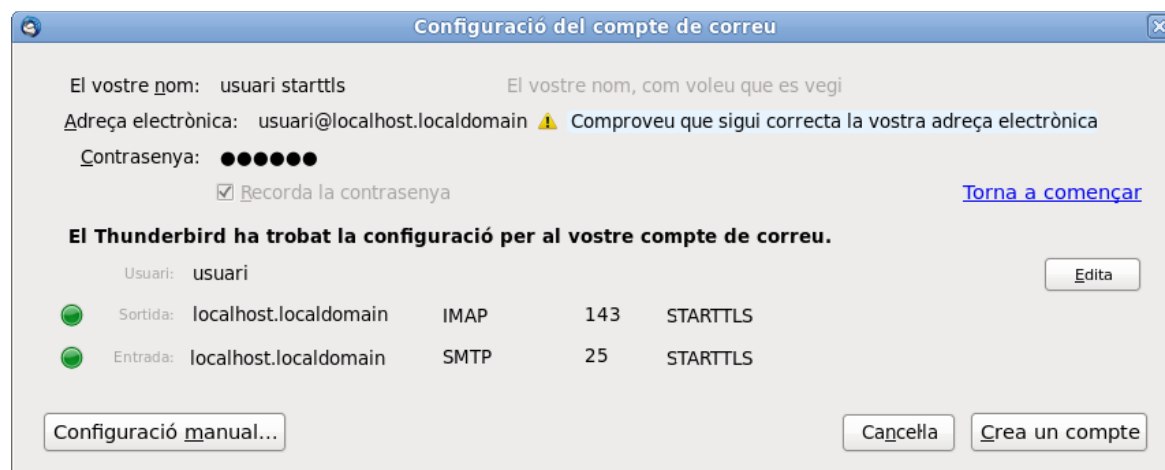 Configuració del compte de correu
El vostre nom: usuari starttls El vostre nom, com voleu que es vegi
Adreça electrònica: usuari@localhost.localdomain Comproveu que sigui correcta la vostra adreça electrònica
Contrasenya: ●●●●●●
Recorda la contrasenya Torna a començar
El Thunderbird ha trobat la configuració per al vostre compte de correu.
Usuari: usuari Edita
Sortida: localhost.localdomain IMAP 143 STARTTLS
Entrada: localhost.localdomain SMTP 25 STARTTLS
Configuració manual... Canceŀla Crea un compte